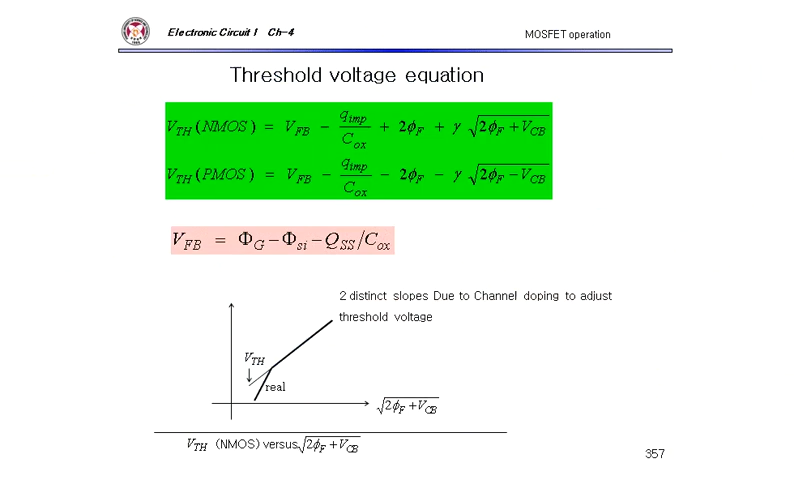 Electronic Circuit 1 Ch-4
MOSFET operation
Threshold voltage equation
V_TH (NMOS) = V_FB − q_imp/C_ox + 2ϕ_F + γ √(2ϕ_F + V_CB)
V_TH (PMOS) = V_FB − q_imp/C_ox − 2ϕ_F − γ √(2ϕ_F − V_CB)
V_FB = Φ_G − Φ_si − Q_SS/C_ox
2 distinct slopes Due to Channel doping to adjust
threshold voltage
V_TH
real
√(2ϕ_F + V_CB)
V_TH (NMOS) versus √(2ϕ_F + V_CB)
357